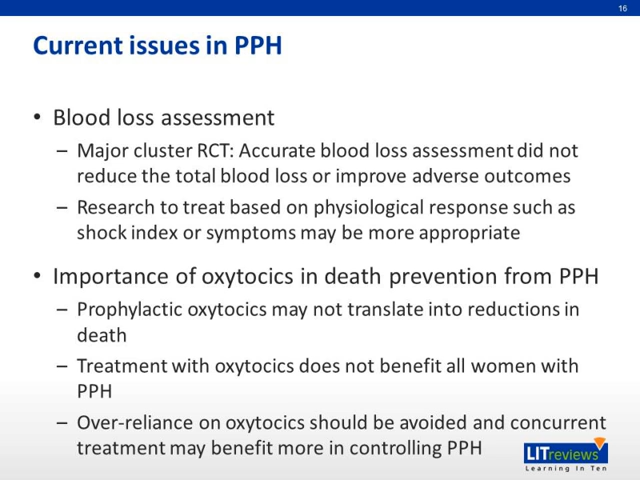 16
Current issues in PPH
• Blood loss assessment
– Major cluster RCT: Accurate blood loss assessment did not
reduce the total blood loss or improve adverse outcomes
– Research to treat based on physiological response such as
shock index or symptoms may be more appropriate
• Importance of oxytocics in death prevention from PPH
– Prophylactic oxytocics may not translate into reductions in
death
– Treatment with oxytocics does not benefit all women with
PPH
– Over-reliance on oxytocics should be avoided and concurrent
treatment may benefit more in controlling PPH
LITreviews
Learning In Ten